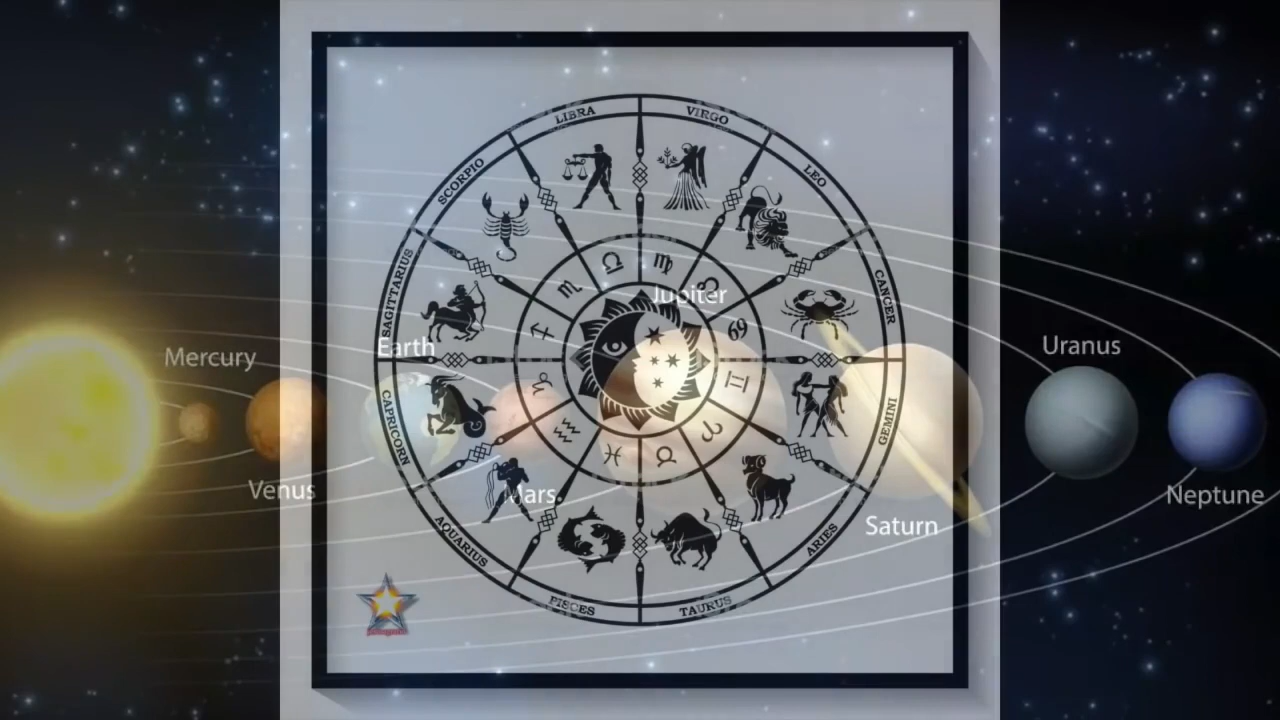 LIBRA
VIRGO
SCORPIO
LEO
SAGITTARIUS
CANCER
Jupiter
Earth
Mercury
Uranus
CAPRICORN
GEMINI
Venus
Mars
Neptune
Saturn
AQUARIUS
ARIES
PISCES
TAURUS